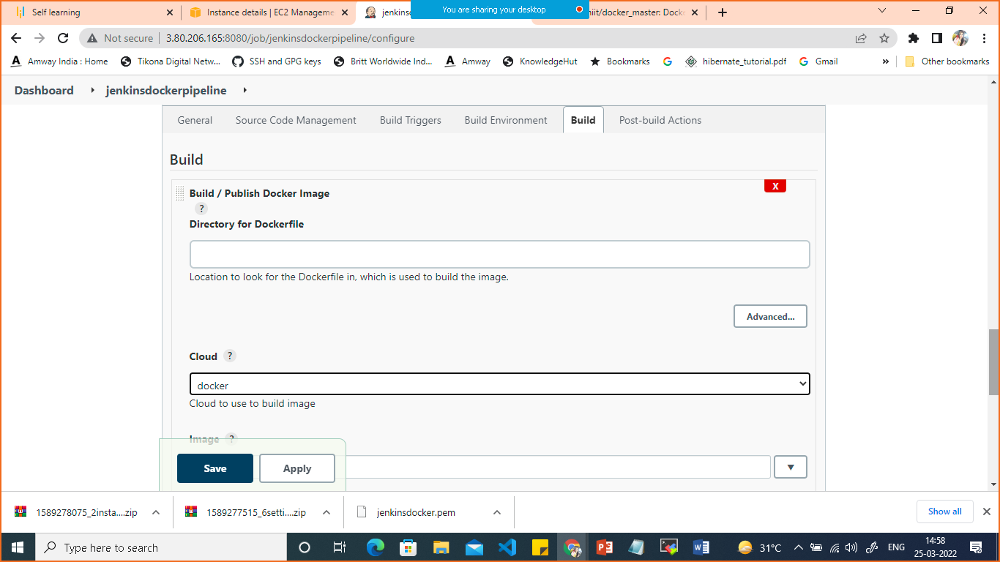 You are sharing your desktop
Self learning
Instance details | EC2 Manageme
jenkinsd
niit/docker_master: Docke
Not secure
3.80.206.165:8080/job/jenkinsdockerpipeline/configure
Amway India : Home
Tikona Digital Netw...
SSH and GPG keys
Britt Worldwide Ind...
Amway
KnowledgeHut
Bookmarks
hibernate_tutorial.pdf
Gmail
»
Other bookmarks
Dashboard
jenkinsdockerpipeline
General
Source Code Management
Build Triggers
Build Environment
Build
Post-build Actions
Build
X
Build / Publish Docker Image
?
Directory for Dockerfile
Location to look for the Dockerfile in, which is used to build the image.
Advanced...
Cloud ?
docker
Cloud to use to build image
Image ?
Save
Apply
1589278075_2insta....zip
1589277515_6setti....zip
jenkinsdocker.pem
Show all
Type here to search
31°C
ENG
14:58
25-03-2022